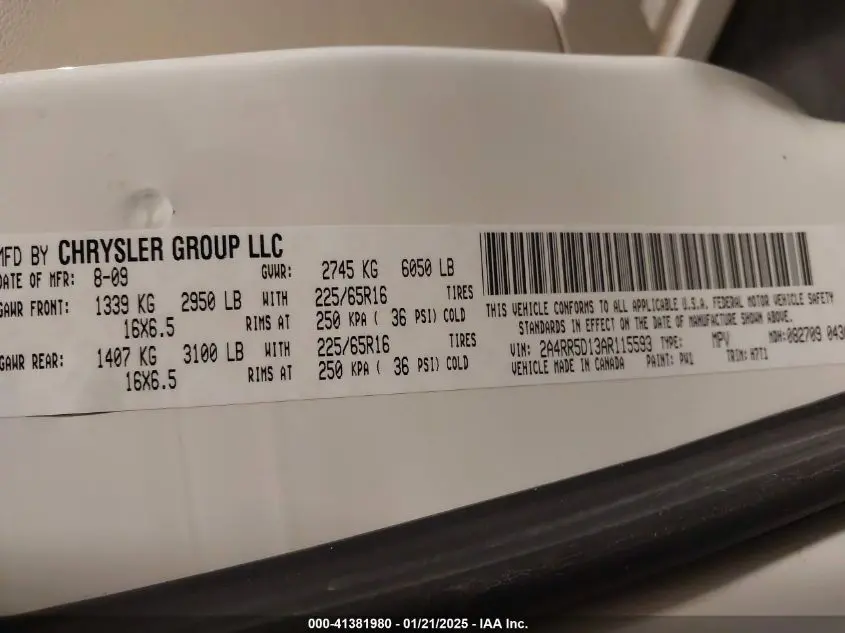 MFD BY CHRYSLER GROUP LLC
DATE OF MFR: 8-09 GVWR: 2745 KG 6050 LB
GAWR FRONT: 1339 KG 2950 LB WITH 225/65R16 TIRES
16X6.5 RIMS AT 250 KPA ( 36 PSI) COLD
GAWR REAR: 1407 KG 3100 LB WITH 225/65R16 TIRES
16X6.5 RIMS AT 250 KPA ( 36 PSI) COLD
THIS VEHICLE CONFORMS TO ALL APPLICABLE U.S.A. FEDERAL MOTOR VEHICLE SAFETY
STANDARDS IN EFFECT ON THE DATE OF MANUFACTURE SHOWN ABOVE.
VIN: 2A4RR5D13AR115593 TYPE: MPV MDH:082709 043
VEHICLE MADE IN CANADA PAINT: PW1 TRIM: H7T1
000-41381980 - 01/21/2025 - IAA Inc.